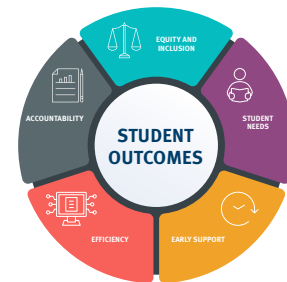 EQUITY AND
INCLUSION
STUDENT
NEEDS
EARLY SUPPORT
EFFICIENCY
ACCOUNTABILITY
STUDENT
OUTCOMES